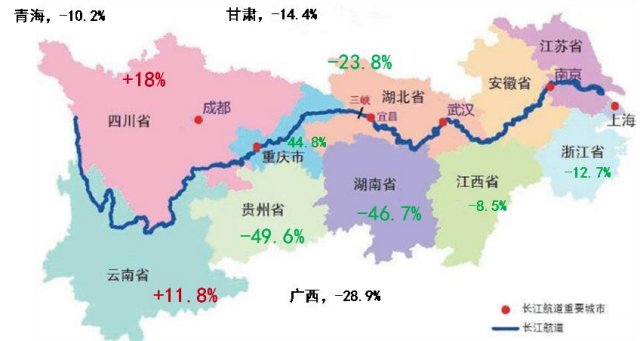 青海，-10.2%
甘肃，-14.4%
江苏省
+18%
-23.8%
安徽省
南京
成都
湖北省
三峡
宜昌
武汉
上海
四川省
44.8%
重庆市
浙江省
-12.7%
贵州省
-49.6%
湖南省
-46.7%
江西省
-8.5%
云南省
+11.8%
广西，-28.9%
长江航道重要城市
长江航道